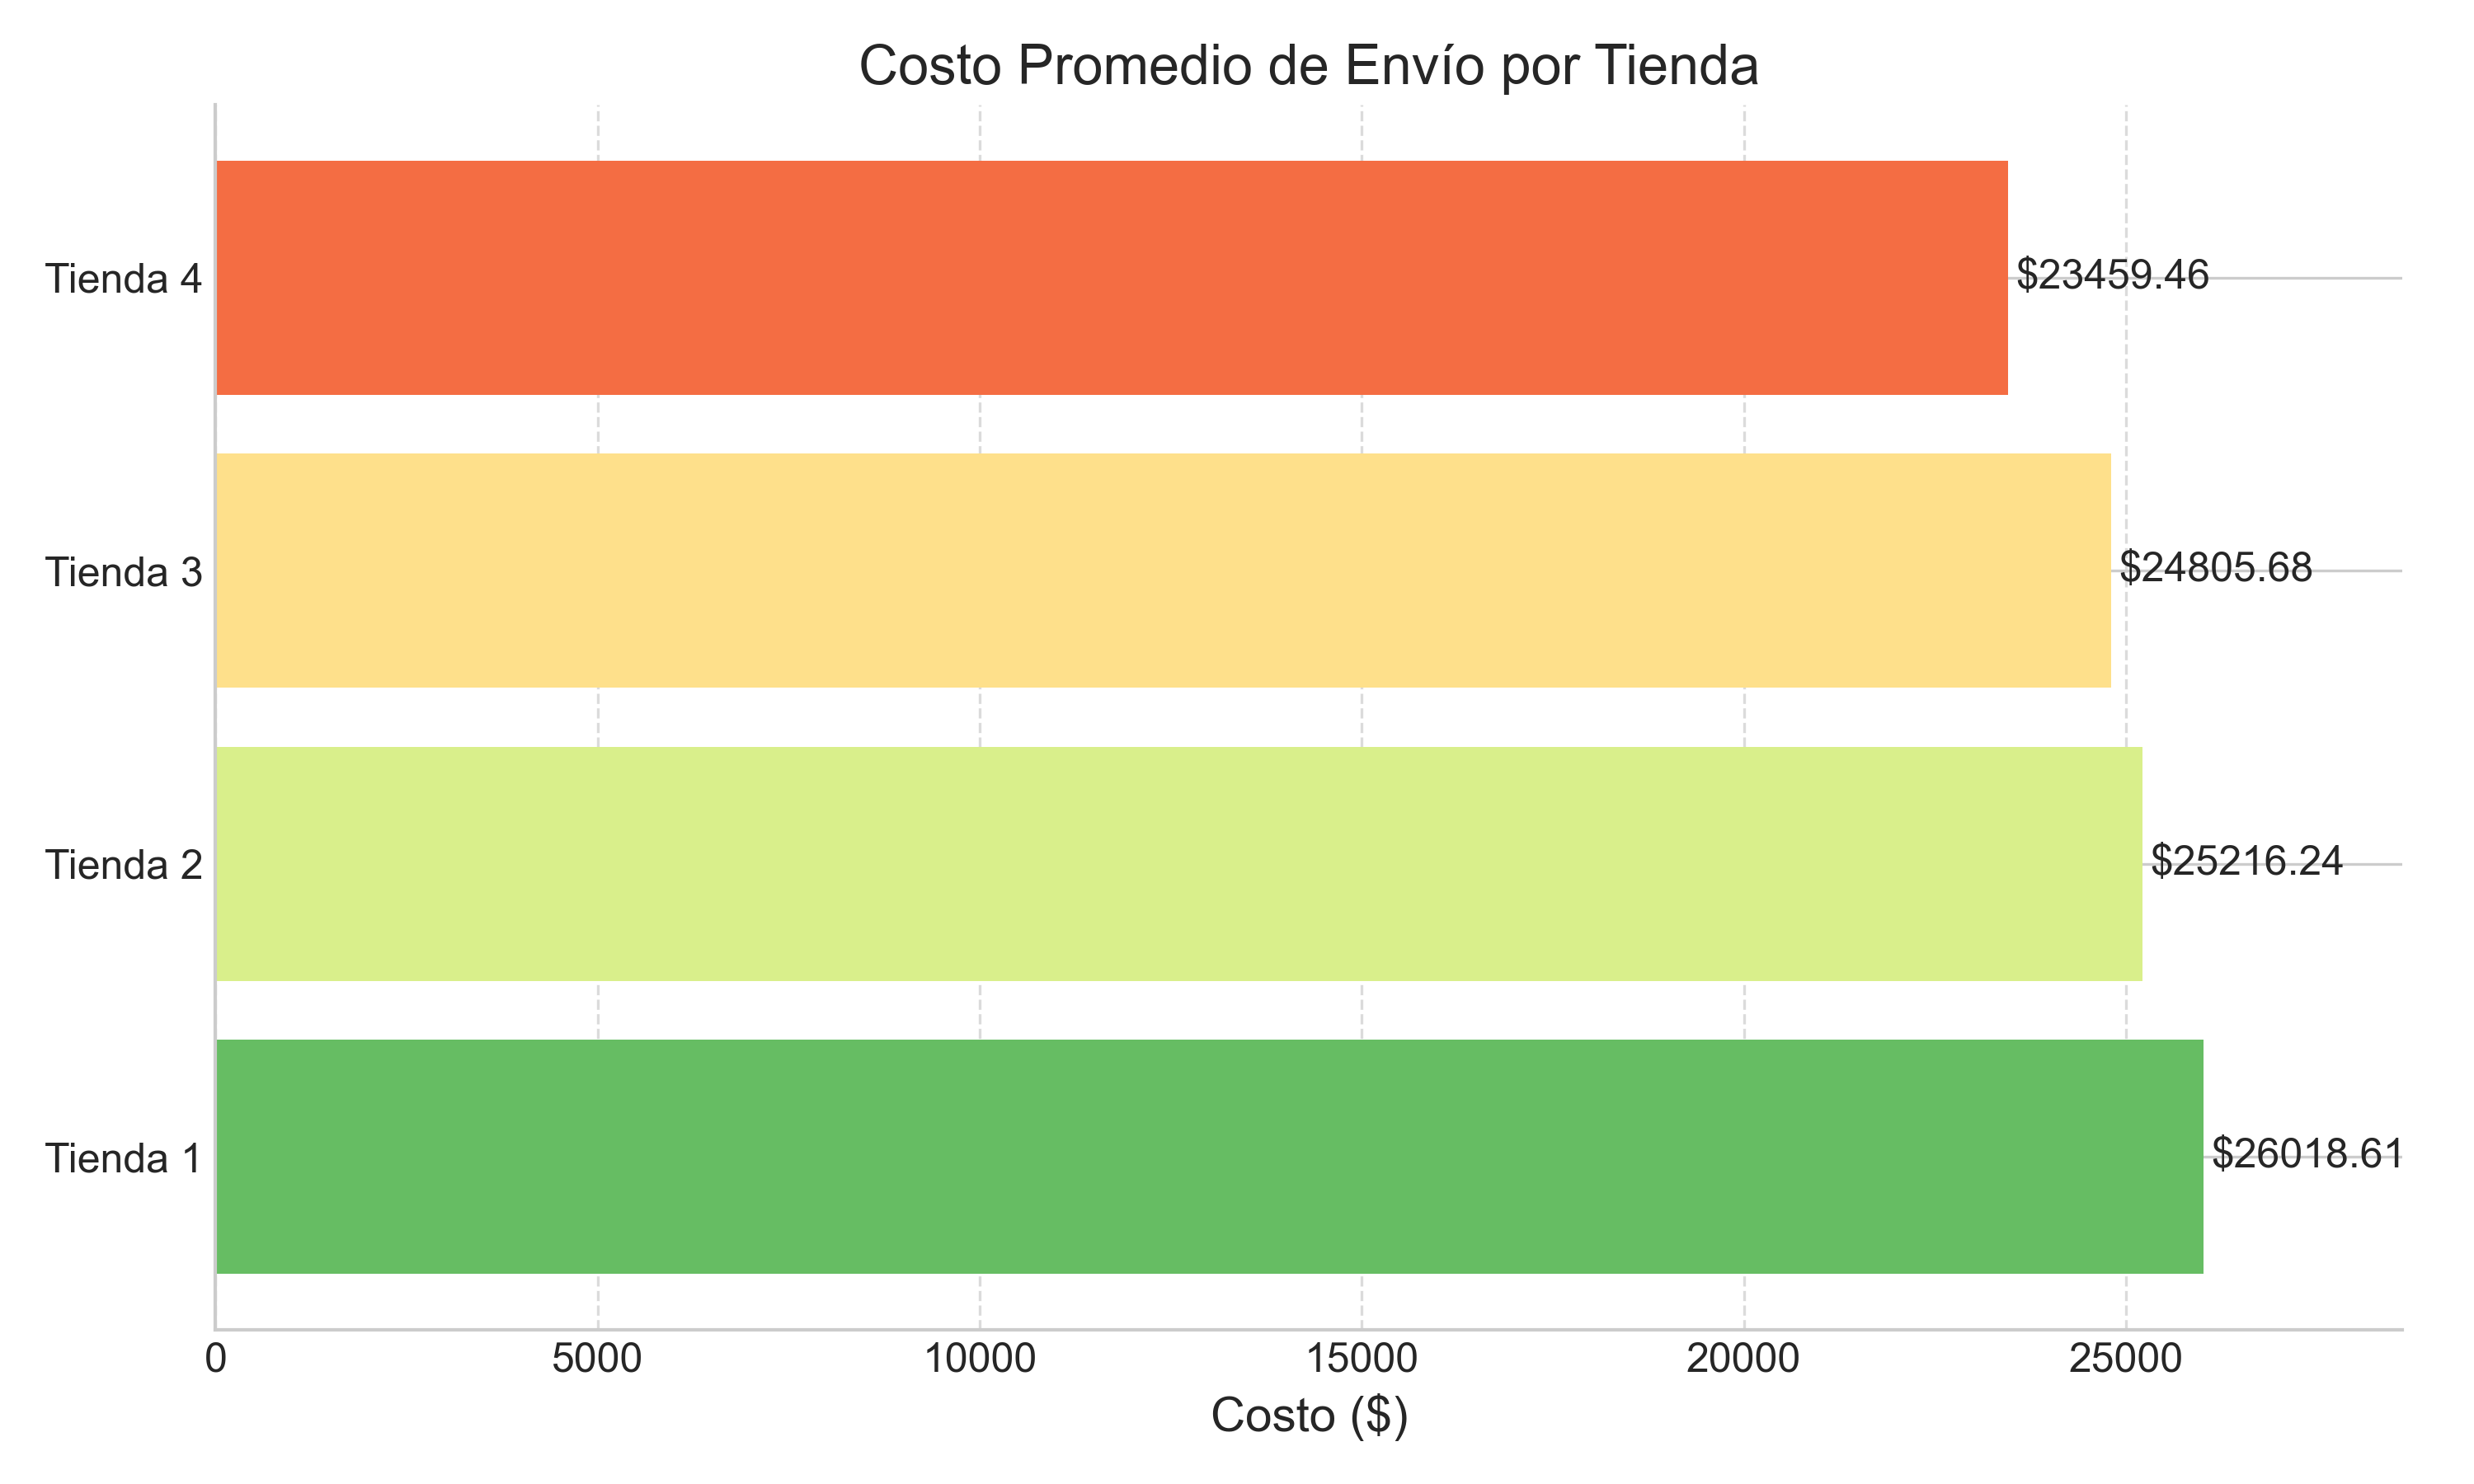 Costo Promedio de Envío por Tienda
Tienda 4
$23459.46
Tienda 3
$24805.68
Tienda 2
$25216.24
Tienda 1
$26018.61
0 5000 10000 15000 20000 25000
Costo ($)